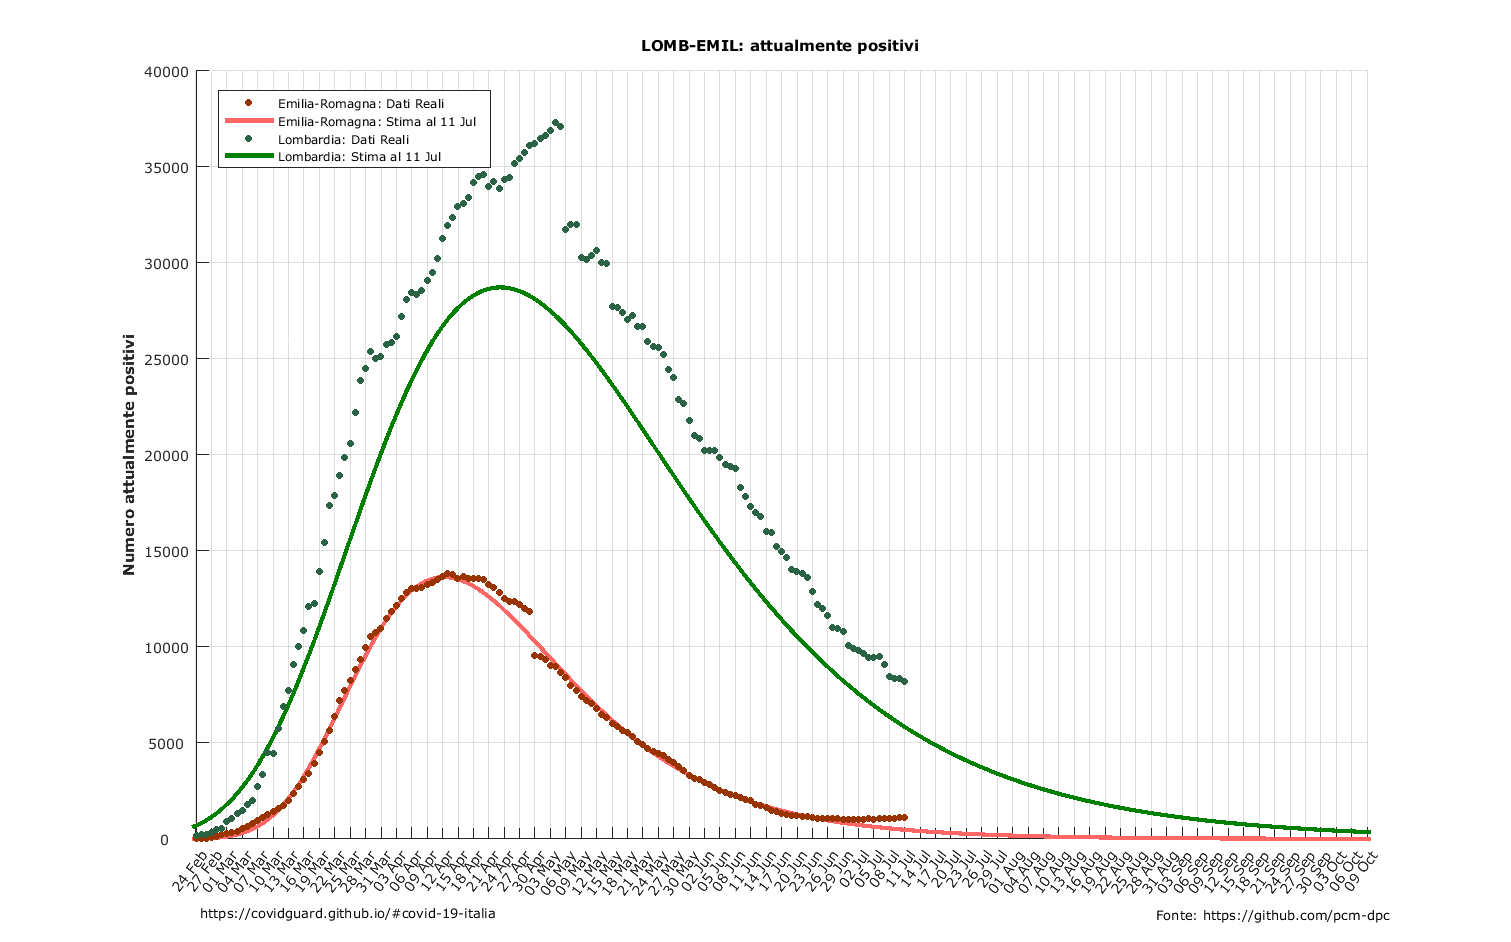 LOMB-EMIL: attualmente positivi
40000
35000
30000
25000
20000
15000
10000
5000
0
Numero attualmente positivi
Emilia-Romagna: Dati Reali
Emilia-Romagna: Stima al 11 Jul
Lombardia: Dati Reali
Lombardia: Stima al 11 Jul
24 Feb
27 Feb
01 Mar
04 Mar
07 Mar
10 Mar
13 Mar
16 Mar
19 Mar
22 Mar
25 Mar
28 Mar
31 Mar
03 Apr
06 Apr
09 Apr
12 Apr
15 Apr
18 Apr
21 Apr
24 Apr
27 Apr
30 Apr
03 May
06 May
09 May
12 May
15 May
18 May
21 May
24 May
27 May
30 May
02 Jun
05 Jun
08 Jun
11 Jun
14 Jun
17 Jun
20 Jun
23 Jun
26 Jun
29 Jun
02 Jul
05 Jul
08 Jul
11 Jul
14 Jul
17 Jul
20 Jul
23 Jul
26 Jul
29 Jul
01 Aug
04 Aug
07 Aug
10 Aug
13 Aug
16 Aug
19 Aug
22 Aug
25 Aug
28 Aug
31 Aug
03 Sep
06 Sep
09 Sep
12 Sep
15 Sep
18 Sep
21 Sep
24 Sep
27 Sep
30 Sep
03 Oct
06 Oct
09 Oct
https://covidguard.github.io/#covid-19-italia
Fonte: https://github.com/pcm-dpc